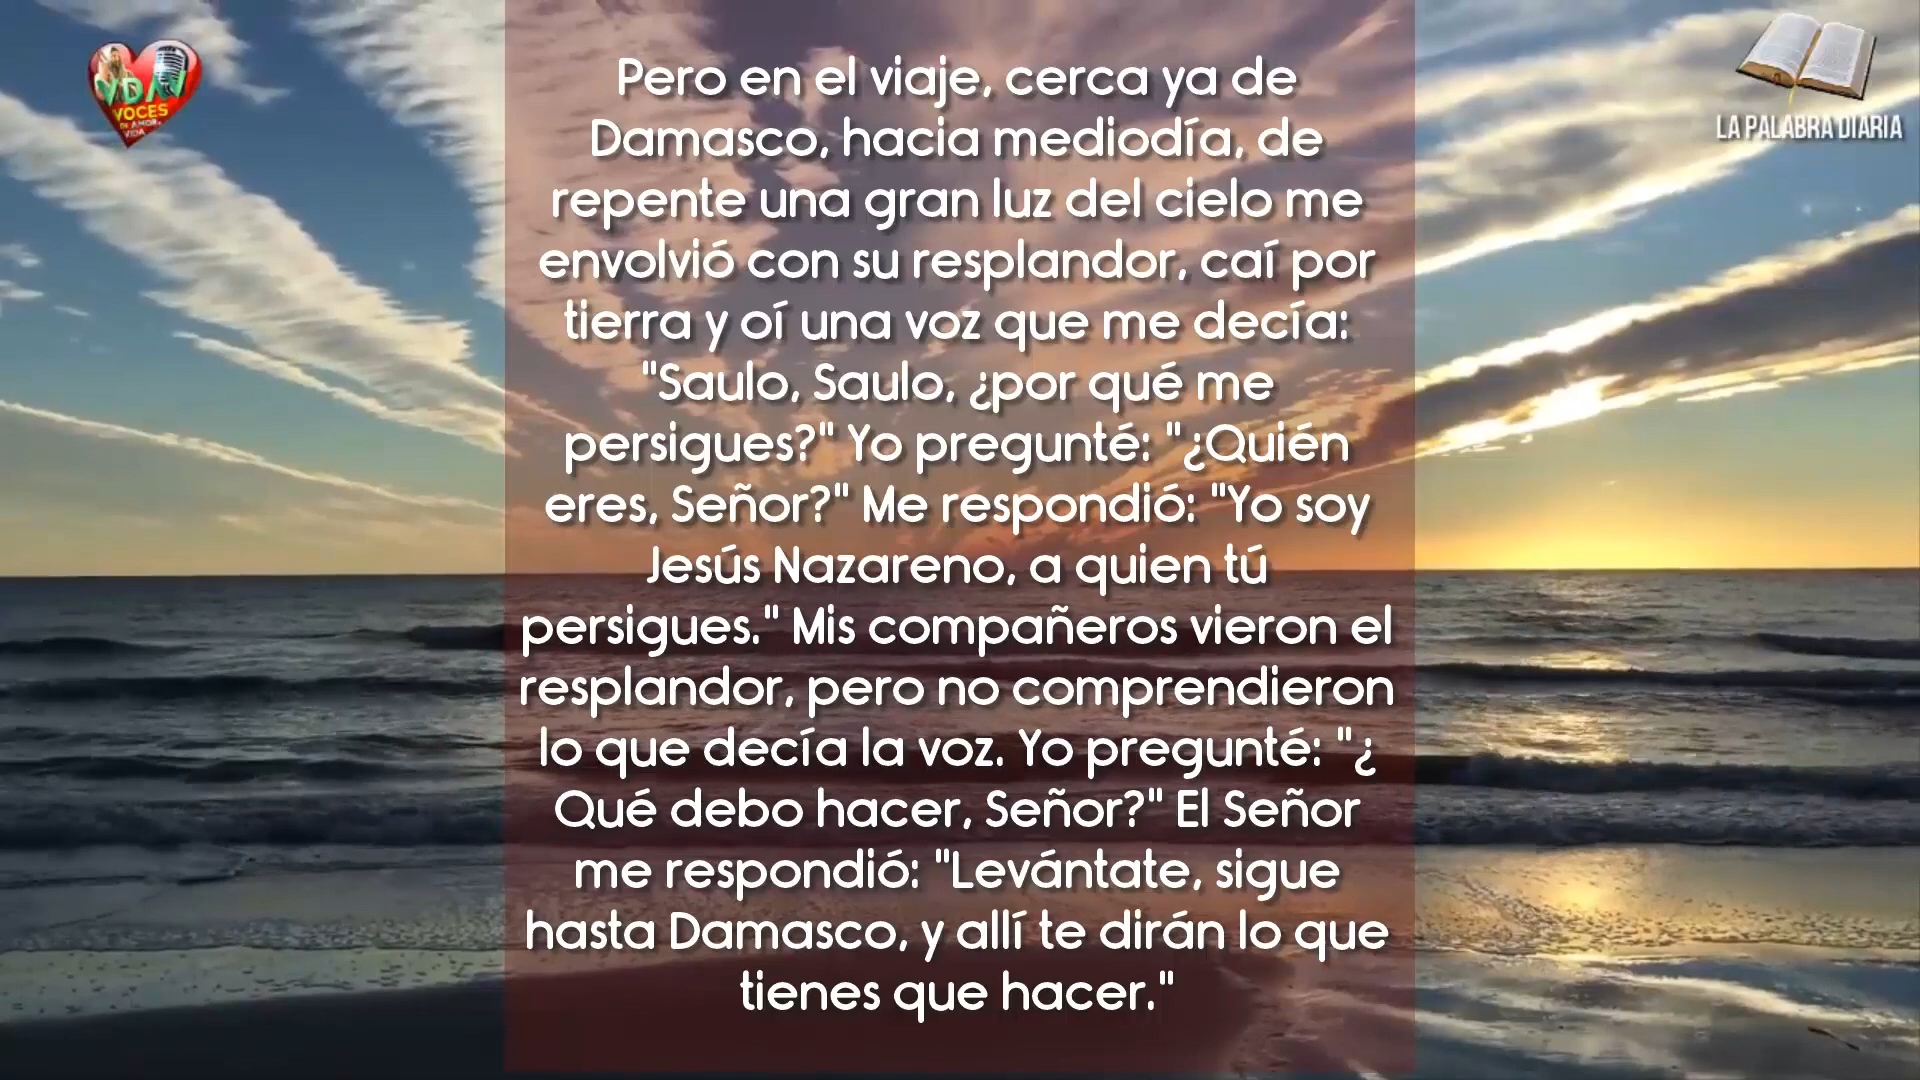 VDAV
VOCES
EN AMOR Y
VIDA
LA PALABRA DIARIA
Pero en el viaje, cerca ya de
Damasco, hacia mediodía, de
repente una gran luz del cielo me
envolvió con su resplandor, caí por
tierra y oí una voz que me decía:
"Saulo, Saulo, ¿por qué me
persigues?" Yo pregunté: "¿Quién
eres, Señor?" Me respondió: "Yo soy
Jesús Nazareno, a quien tú
persigues." Mis compañeros vieron el
resplandor, pero no comprendieron
lo que decía la voz. Yo pregunté: "¿
Qué debo hacer, Señor?" El Señor
me respondió: "Levántate, sigue
hasta Damasco, y allí te dirán lo que
tienes que hacer."